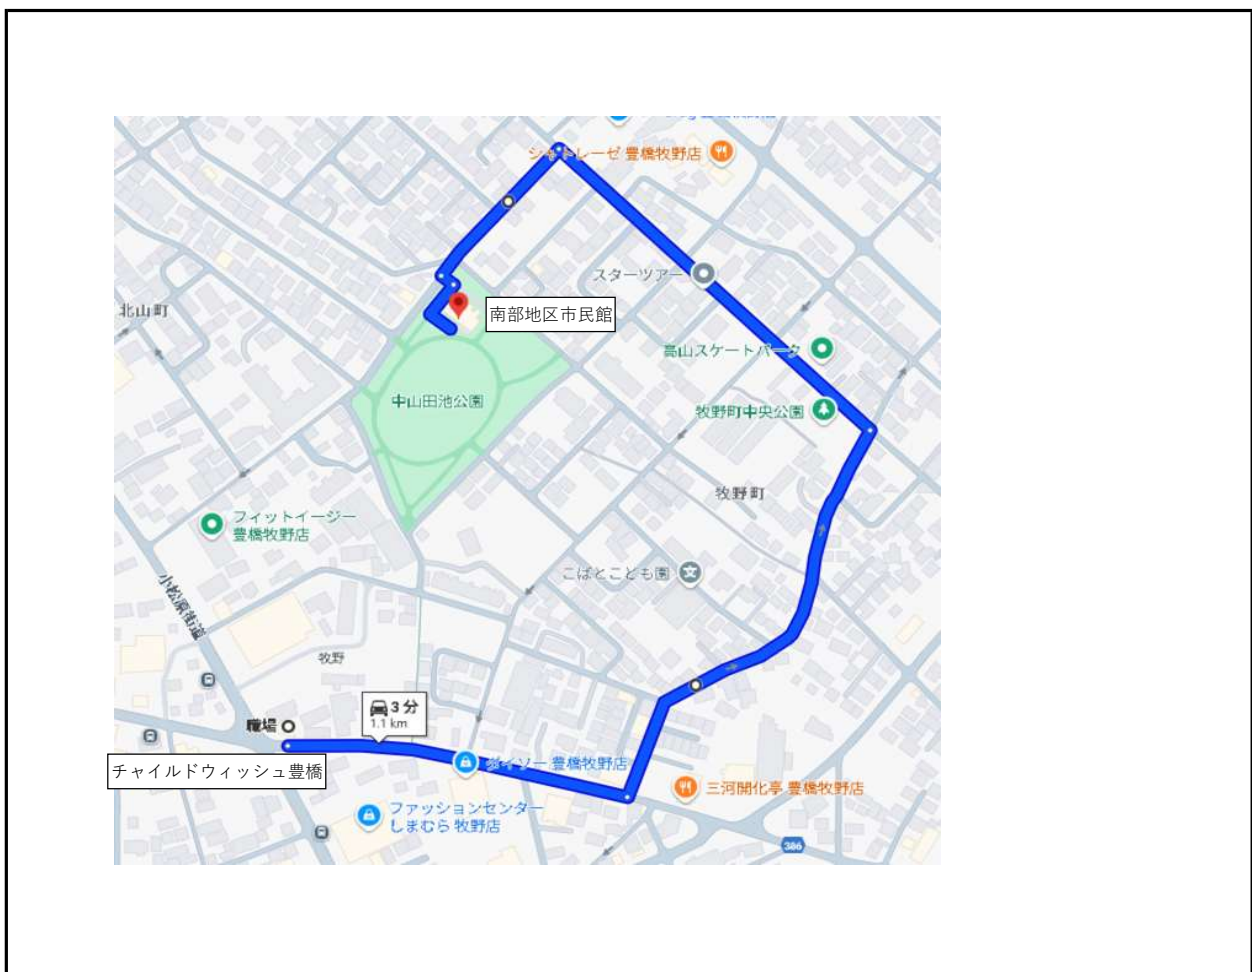 シャトレーゼ 豊橋牧野店
スターツアー
北山町
南部地区市民館
高山スケートパーク
中山田池公園
牧野町中央公園
牧野町
フィットイージー
豊橋牧野店
こばとこども園
小松原街道
牧野
3 分
1.1 km
職場
ダイソー 豊橋牧野店
チャイルドウィッシュ豊橋
三河開化亭 豊橋牧野店
ファッションセンター
しまむら 牧野店
386